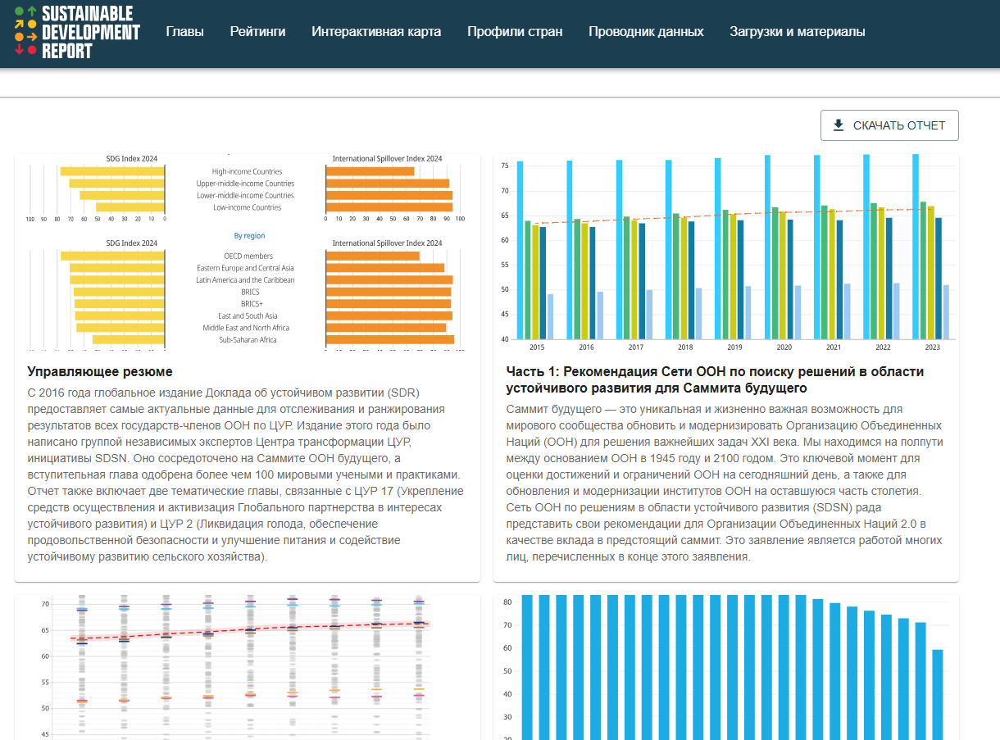 SUSTAINABLE
DEVELOPMENT
REPORT
Главы
Рейтинги
Интерактивная карта
Профили стран
Проводник данных
Загрузки и материалы
СКАЧАТЬ ОТЧЕТ
SDG Index 2024
International Spillover Index 2024
High-income Countries
Upper-middle-income Countries
Lower-middle-income Countries
Low-income Countries
100 90 80 70 60 50 40 30 20 10 0
0 10 20 30 40 50 60 70 80 90 100
By region
SDG Index 2024
International Spillover Index 2024
OECD members
Eastern Europe and Central Asia
Latin America and the Caribbean
BRICS
BRICS+
East and South Asia
Middle East and North Africa
Sub-Saharan Africa
Управляющее резюме
С 2016 года глобальное издание Доклада об устойчивом развитии (SDR)
предоставляет самые актуальные данные для отслеживания и ранжирования
результатов всех государств-членов ООН по ЦУР. Издание этого года было
написано группой независимых экспертов Центра трансформации ЦУР,
инициативы SDSN. Оно сосредоточено на Саммите ООН будущего, а
вступительная глава одобрена более чем 100 мировыми учеными и практиками.
Отчет также включает две тематические главы, связанные с ЦУР 17 (Укрепление
средств осуществления и активизация Глобального партнерства в интересах
устойчивого развития) и ЦУР 2 (Ликвидация голода, обеспечение
продовольственной безопасности и улучшение питания и содействие
устойчивому развитию сельского хозяйства).
75
70
65
60
55
50
45
40
2015 2016 2017 2018 2019 2020 2021 2022 2023
Часть 1: Рекомендация Сети ООН по поиску решений в области
устойчивого развития для Саммита будущего
Саммит будущего — это уникальная и жизненно важная возможность для
мирового сообщества обновить и модернизировать Организацию Объединенных
Наций (ООН) для решения важнейших задач XXI века. Мы находимся на полпути
между основанием ООН в 1945 году и 2100 годом. Это ключевой момент для
оценки достижений и ограничений ООН на сегодняшний день, а также для
обновления и модернизации институтов ООН на оставшуюся часть столетия.
Сеть ООН по решениям в области устойчивого развития (SDSN) рада
представить свои рекомендации для Организации Объединенных Наций 2.0 в
качестве вклада в предстоящий саммит. Это заявление является работой многих
лиц, перечисленных в конце этого заявления.
70
65
60
55
50
45
80
70
60
50
40
30